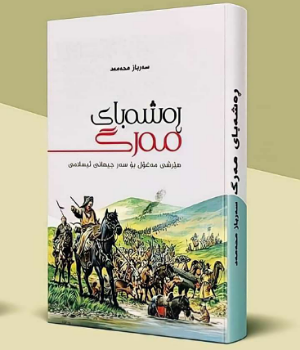 سەرباز محەمەد
ڕەشەبای
مەرگ
هێرشی مەغۆل بۆ سەر جیهانی ئیسلامی
ڕەشەبای مەرگ
سەرباز محەمەد